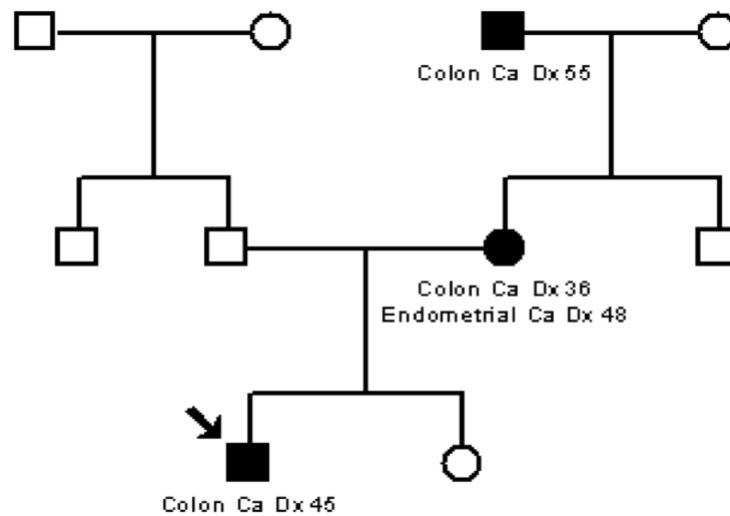 Colon Ca Dx 55
Colon Ca Dx 36
Endometrial Ca Dx 48
Colon Ca Dx 45